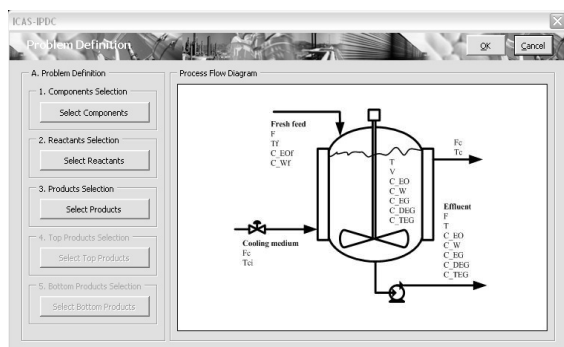 ICAS-IPDC
Problem Definition
OK
Cancel
A. Problem Definition
1. Components Selection
Select Components
2. Reactants Selection
Select Reactants
3. Products Selection
Select Products
4. Top Products Selection
Select Top Products
5. Bottom Products Selection
Select Bottom Products
Process Flow Diagram
Fresh feed
F
Tf
C_EOf
C_Wf
Fc
Tc
T
V
C_EO
C_W
C_EG
C_DEG
C_TEG
Cooling medium
Fc
Tci
Effluent
F
T
C_EO
C_W
C_EG
C_DEG
C_TEG